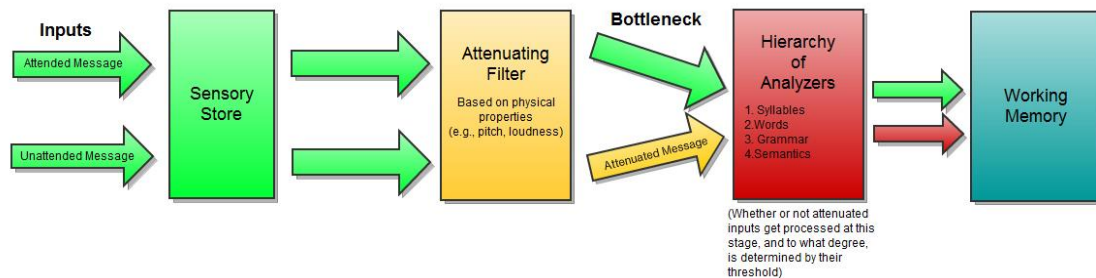 Inputs
Attended Message
Unattended Message
Sensory
Store
Attenuating
Filter
Based on physical
properties
(e.g., pitch, loudness)
Bottleneck
Attenuated Message
Hierarchy
of
Analyzers
1. Syllables
2.Words
3. Grammar
4.Semantics
(Whether or not attenuated
inputs get processed at this
stage, and to what degree,
is determined by their
threshold)
Working
Memory